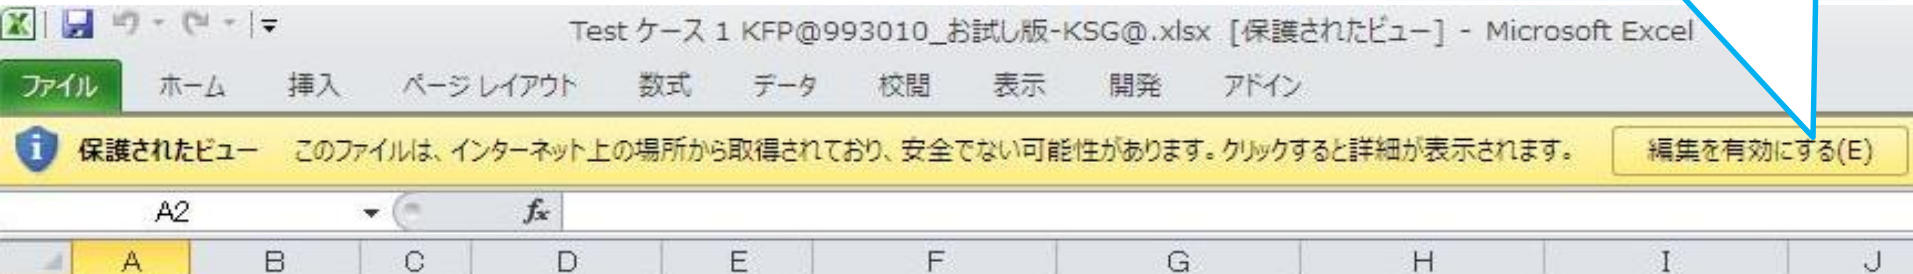 Test ケース 1 KFP@993010_お試し版-KSG@.xlsx [保護されたビュー] - Microsoft Excel
ファイル ホーム 挿入 ページ レイアウト 数式 データ 校閲 表示 開発 アドイン
保護されたビュー このファイルは、インターネット上の場所から取得されており、安全でない可能性があります。クリックすると詳細が表示されます。 編集を有効にする(E)
A2 fx
A B C D E F G H I J